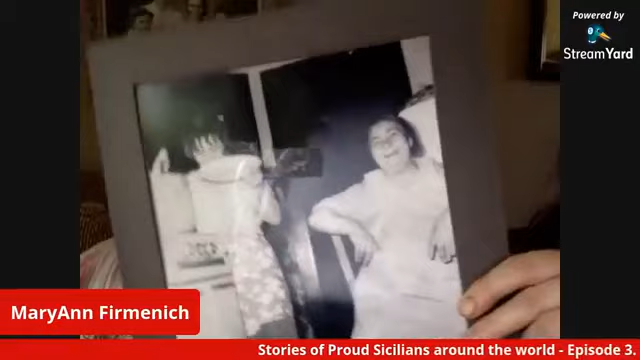 Powered by
StreamYard
MaryAnn Firmenich
Stories of Proud Sicilians around the world - Episode 3.